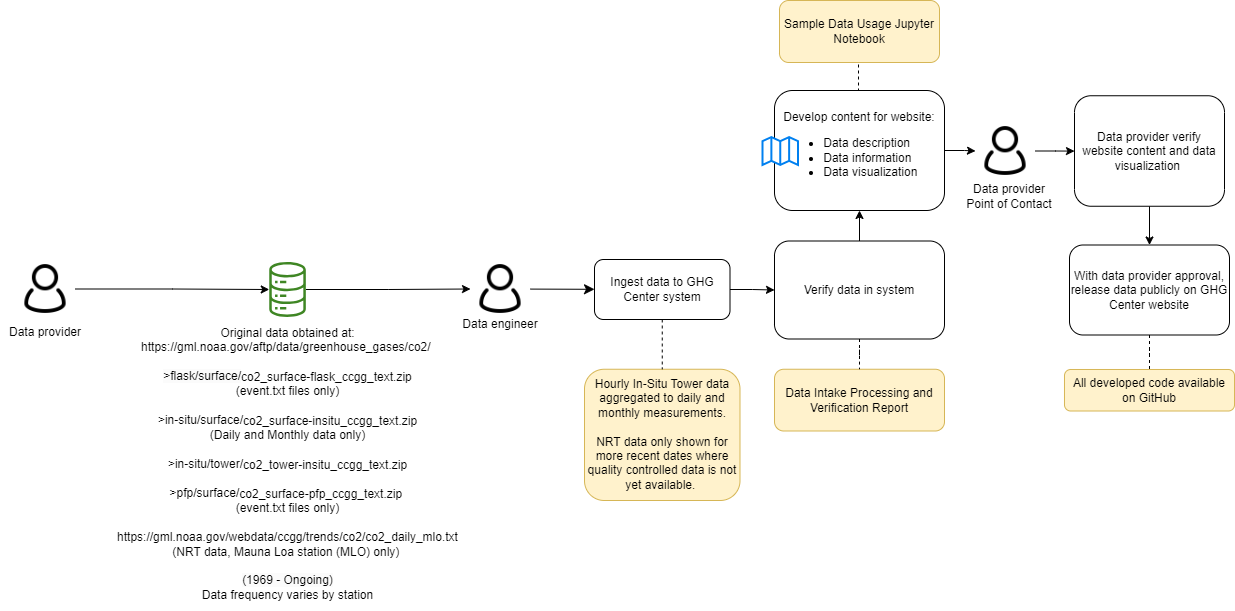 Sample Data Usage Jupyter
Notebook
Develop content for website:
• Data description
• Data information
• Data visualization
Data provider
Point of Contact
Data provider verify
website content and data
visualization
Data provider
Original data obtained at:
https://gml.noaa.gov/aftp/data/greenhouse_gases/co2/
>flask/surface/co2_surface-flask_ccgg_text.zip
(event.txt files only)
>in-situ/surface/co2_surface-insitu_ccgg_text.zip
(Daily and Monthly data only)
>in-situ/tower/co2_tower-insitu_ccgg_text.zip
>pfp/surface/co2_surface-pfp_ccgg_text.zip
(event.txt files only)
https://gml.noaa.gov/webdata/ccgg/trends/co2/co2_daily_mlo.txt
(NRT data, Mauna Loa station (MLO) only)
(1969 - Ongoing)
Data frequency varies by station
Data engineer
Ingest data to GHG
Center system
Hourly In-Situ Tower data
aggregated to daily and
monthly measurements.
NRT data only shown for
more recent dates where
quality controlled data is not
yet available.
Verify data in system
Data Intake Processing and
Verification Report
With data provider approval,
release data publicly on GHG
Center website
All developed code available
on GitHub